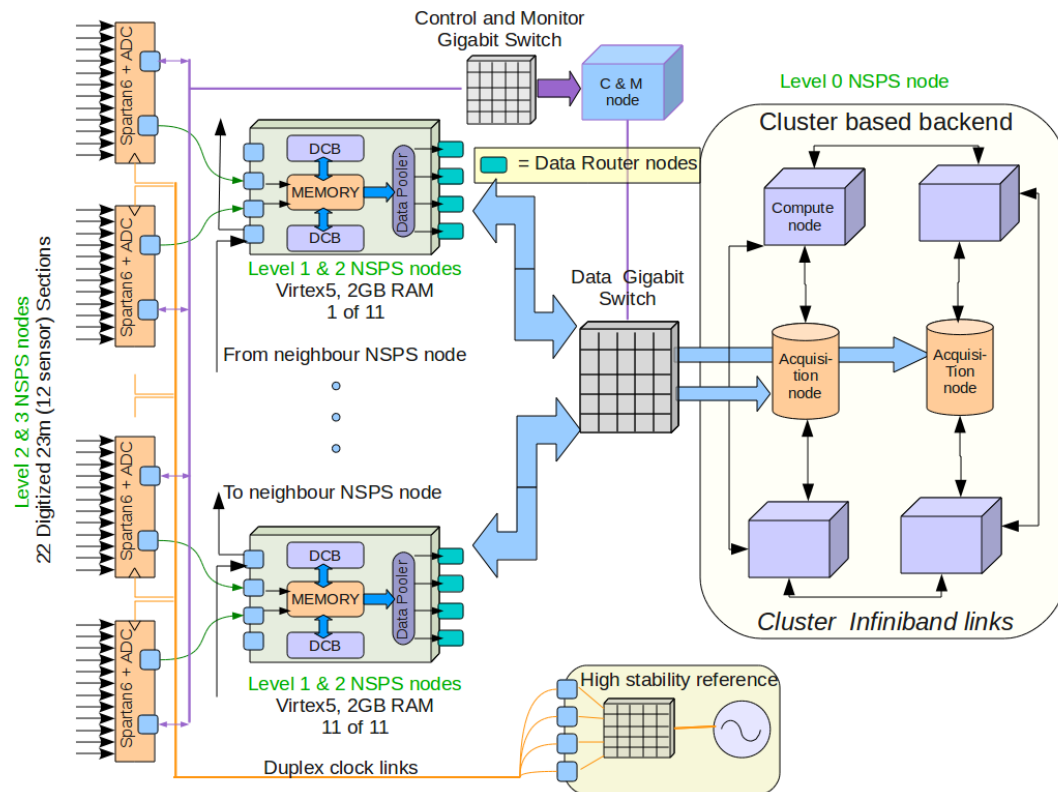 Control and Monitor
Gigabit Switch
C & M
node
Level 0 NSPS node
Cluster based backend
= Data Router nodes
Spartan6 + ADC
Spartan6 + ADC
Spartan6 + ADC
Spartan6 + ADC
Level 2 & 3 NSPS nodes
22 Digitized 23m (12 sensor) Sections
DCB
MEMORY
DCB
Data Pooler
Level 1 & 2 NSPS nodes
Virtex5, 2GB RAM
1 of 11
From neighbour NSPS node
To neighbour NSPS node
DCB
MEMORY
DCB
Data Pooler
Level 1 & 2 NSPS nodes
Virtex5, 2GB RAM
11 of 11
Data Gigabit
Switch
Compute
node
Acquisi-
tion
node
Acquisi-
Tion
node
Cluster Infiniband links
High stability reference
Duplex clock links